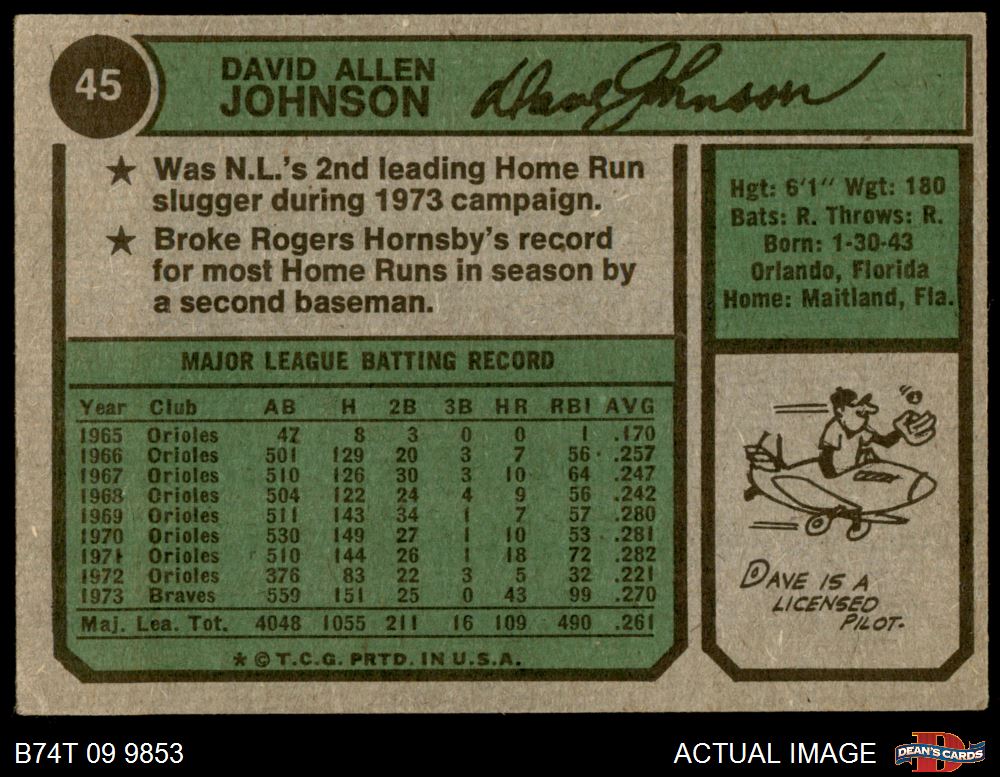 45
DAVID ALLEN
JOHNSON
Dave Johnson
★ Was N.L.'s 2nd leading Home Run
slugger during 1973 campaign.
★ Broke Rogers Hornsby's record
for most Home Runs in season by
a second baseman.
Hgt: 6'1" Wgt: 180
Bats: R. Throws: R.
Born: 1-30-43
Orlando, Florida
Home: Maitland, Fla.
MAJOR LEAGUE BATTING RECORD
Year Club AB H 2B 3B HR RBI AVG
1965 Orioles 47 8 3 0 0 1 .170
1966 Orioles 501 129 20 3 7 56 .257
1967 Orioles 510 126 30 3 10 64 .247
1968 Orioles 504 122 24 4 9 56 .242
1969 Orioles 511 143 34 1 7 57 .280
1970 Orioles 530 149 27 1 10 53 .281
1971 Orioles 510 144 26 1 18 72 .282
1972 Orioles 376 83 22 3 5 32 .221
1973 Braves 559 151 25 0 43 99 .270
Maj. Lea. Tot. 4048 1055 211 16 109 490 .261
★ © T.C.G. PRTD. IN U.S.A.
DAVE IS A
LICENSED
PILOT.
B74T 09 9853
ACTUAL IMAGE
DEAN'S CARDS